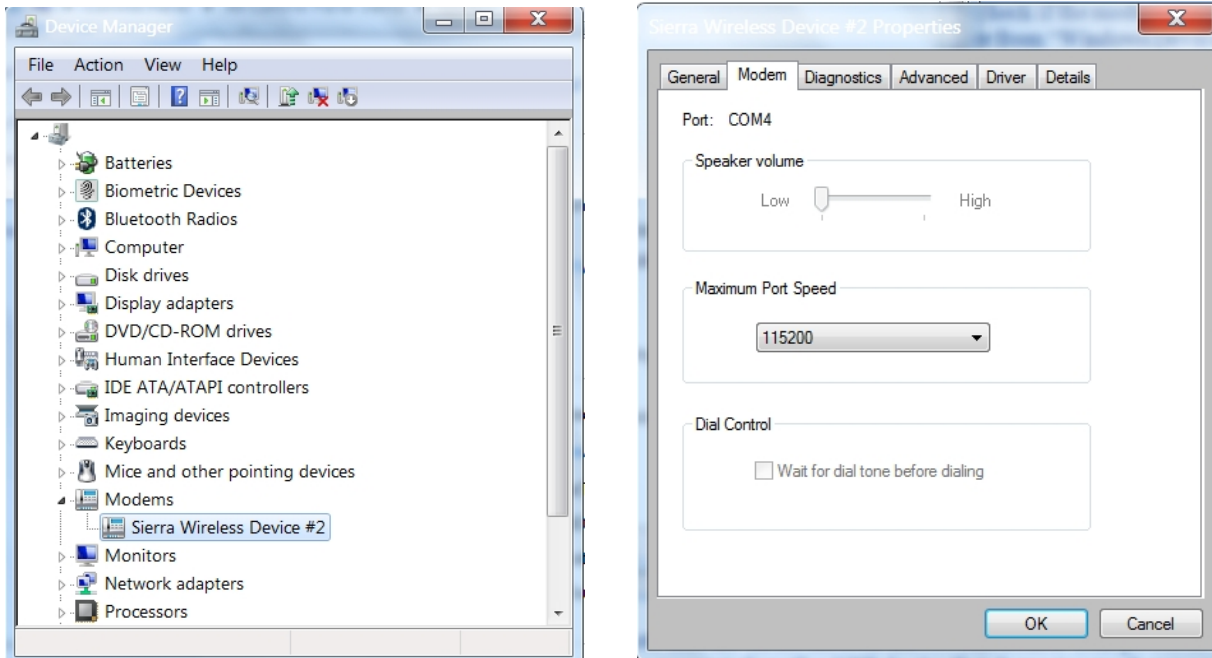 Device Manager
File Action View Help
Batteries
Biometric Devices
Bluetooth Radios
Computer
Disk drives
Display adapters
DVD/CD-ROM drives
Human Interface Devices
IDE ATA/ATAPI controllers
Imaging devices
Keyboards
Mice and other pointing devices
Modems
Sierra Wireless Device #2
Monitors
Network adapters
Processors
Sierra Wireless Device #2 Properties
General Modem Diagnostics Advanced Driver Details
Port: COM4
Speaker volume
Low High
Maximum Port Speed
115200
Dial Control
Wait for dial tone before dialing
OK Cancel